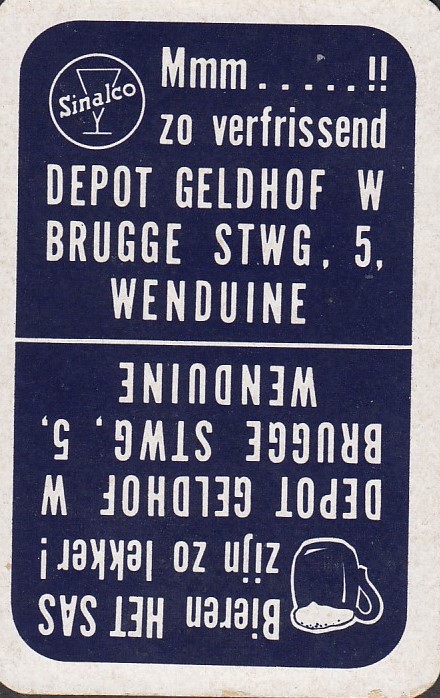 Sinalco
Mmm.....!!
zo verfrissend
DEPOT GELDHOF W
BRUGGE STWG, 5,
WENDUINE
Bieren HET SAS
zijn zo lekker!
DEPOT GELDHOF W
BRUGGE STWG, 5,
WENDUINE